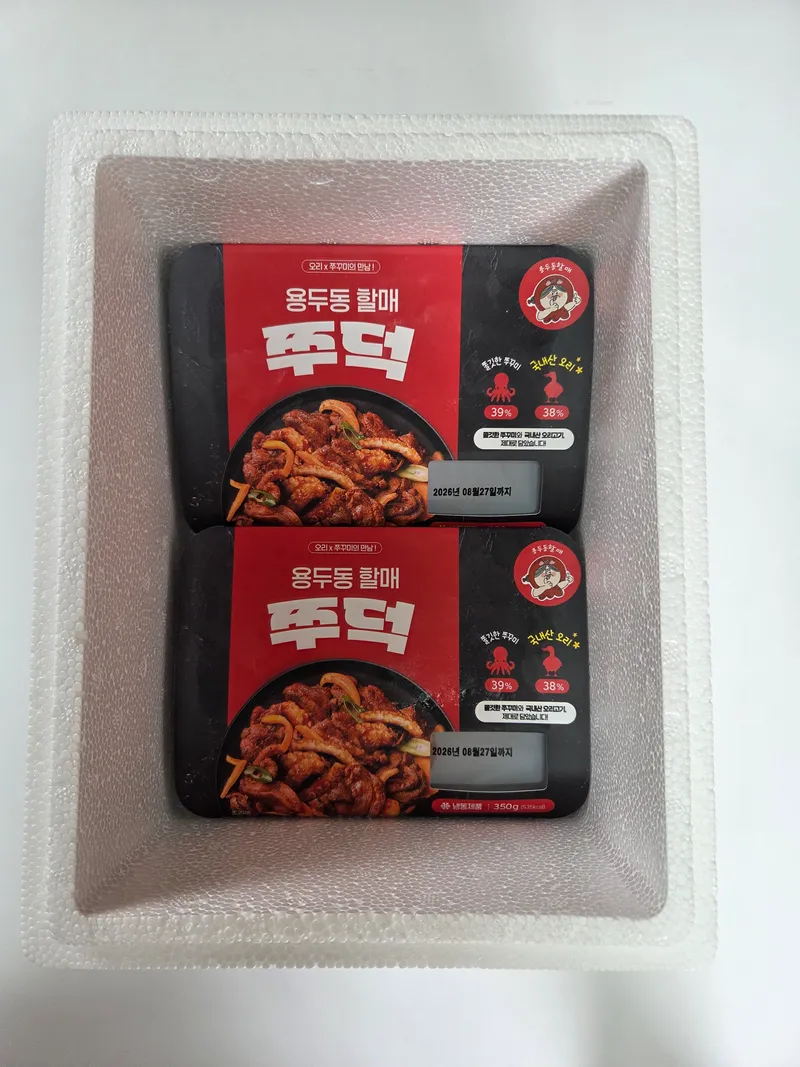 오리 x 쭈꾸미의 만남!
용두동 할매
쭈덕
용두동할매
쫄깃한 쭈꾸미
국내산 오리
39%
38%
쫄깃한 쭈꾸미와 국내산 오리고기,
제대로 담았습니다!
2026년 08월27일까지
오리 x 쭈꾸미의 만남!
용두동 할매
쭈덕
용두동할매
쫄깃한 쭈꾸미
국내산 오리
39%
38%
쫄깃한 쭈꾸미와 국내산 오리고기,
제대로 담았습니다!
2026년 08월27일까지
냉동제품 | 350g (535kcal)